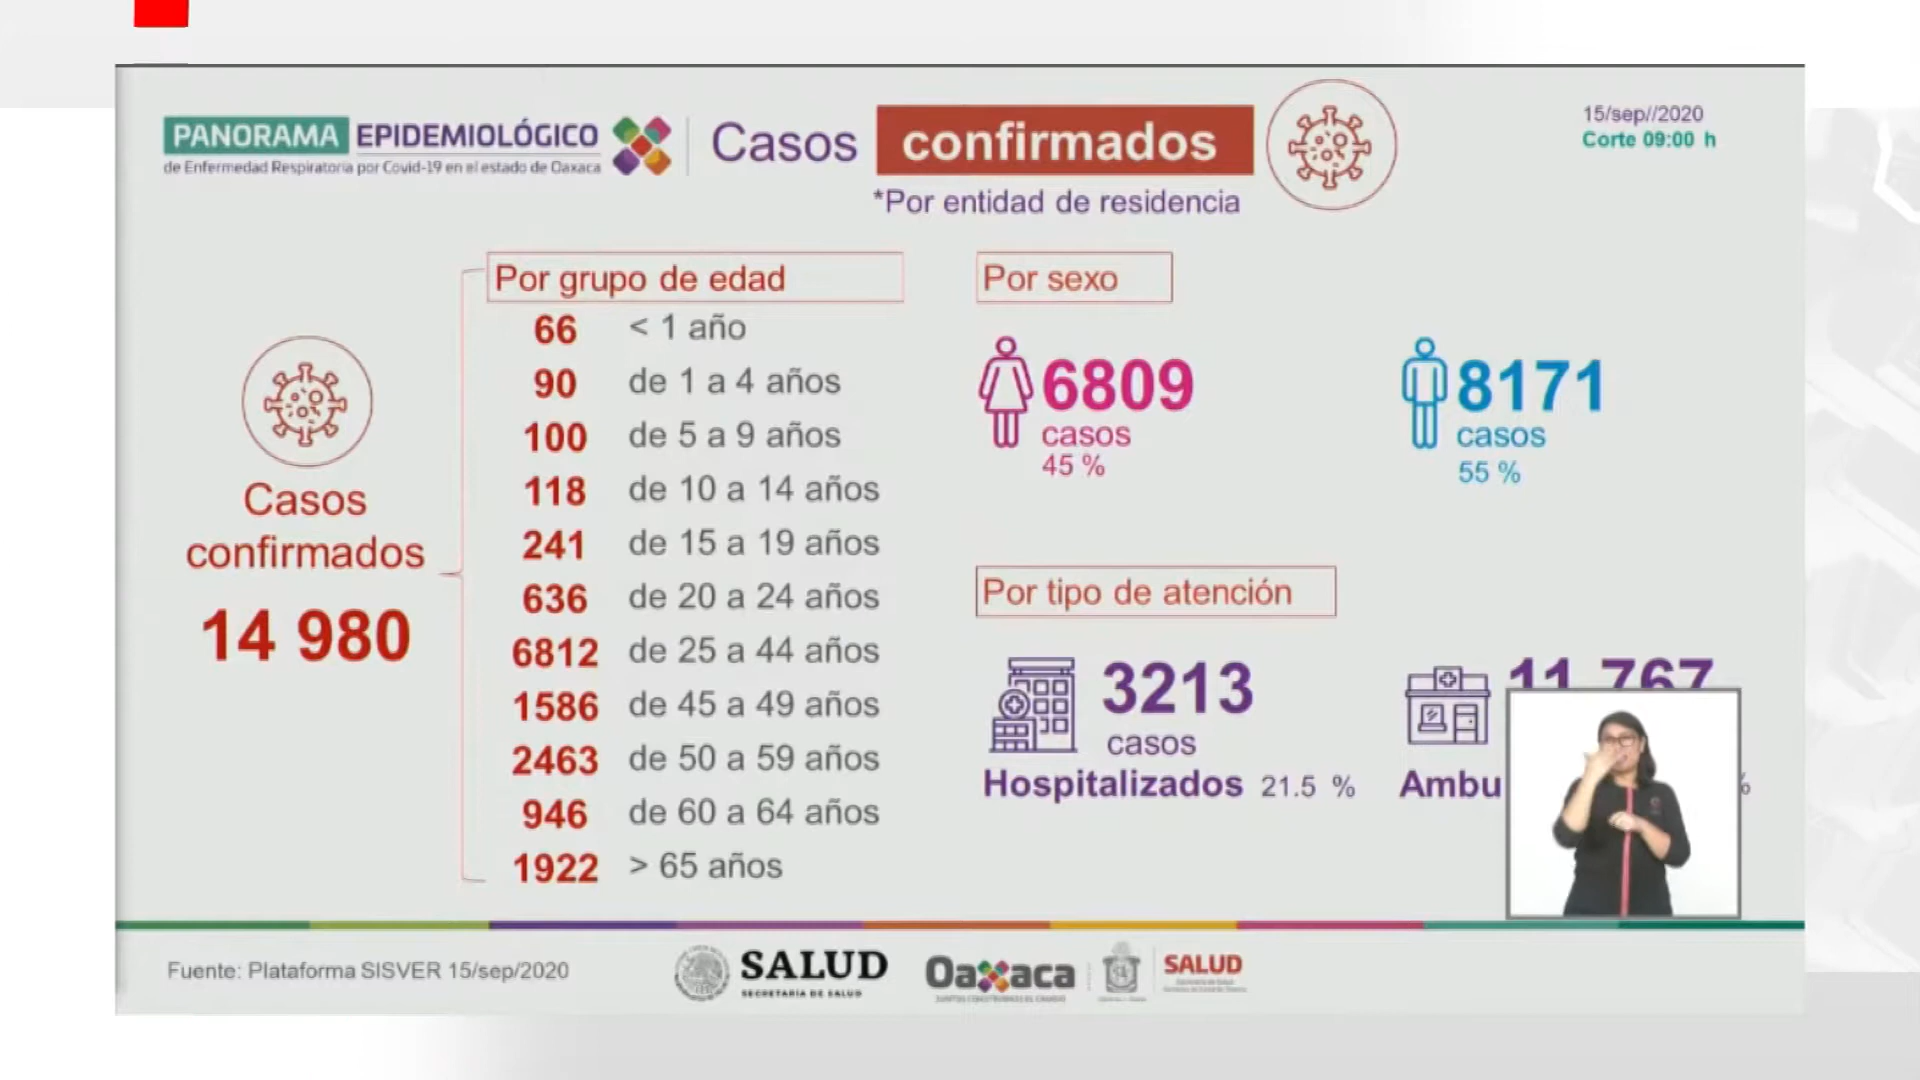 PANORAMA EPIDEMIOLÓGICO
de Enfermedad Respiratoria por Covid-19 en el estado de Oaxaca
Casos confirmados
*Por entidad de residencia
15/sep//2020
Corte 09:00 h
Casos
confirmados
14 980
Por grupo de edad
66 < 1 año
90 de 1 a 4 años
100 de 5 a 9 años
118 de 10 a 14 años
241 de 15 a 19 años
636 de 20 a 24 años
6812 de 25 a 44 años
1586 de 45 a 49 años
2463 de 50 a 59 años
946 de 60 a 64 años
1922 > 65 años
Por sexo
6809
casos
45 %
8171
casos
55 %
Por tipo de atención
3213
casos
Hospitalizados 21.5 %
11 767
Ambu
%
Fuente: Plataforma SISVER 15/sep/2020
SALUD
SECRETARÍA DE SALUD
Oaxaca
JUNTOS CONSTRUIMOS EL CAMBIO
SALUD